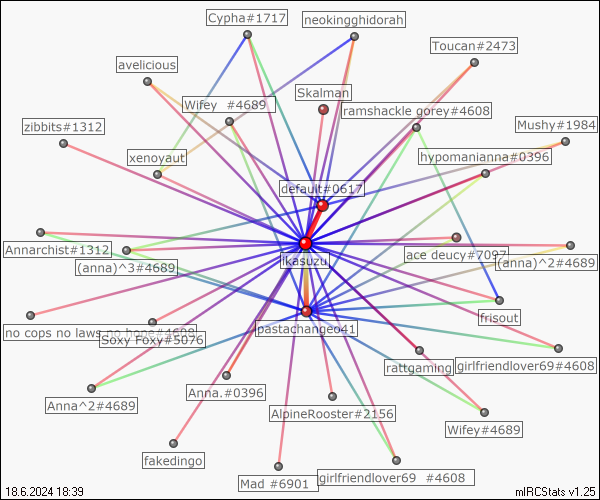 Cypha#1717
neokingghidorah
Toucan#2473
avelicious
Skalman
Wifey _#4689
ramshackle gorey#4608
zibbits#1312
Mushy#1984
xenoyaut
hypomanianna#0396
default#0617
Annarchist#1312
ace deucy#7097
(anna)^2#4689
(anna)^3#4689
ikasuzu
no cops no laws no hope#4608
Soxy Foxy#5076
lpastachangeo41
frisout
girlfriendlover69#4608
rattgaming
Anna.#0396
Anna^2#4689
AlpineRooster#2156
Wifey#4689
fakedingo
Mad_#6901
girlfriendlover69_ #4608
18.6.2024 18:39
mIRCStats v1.25